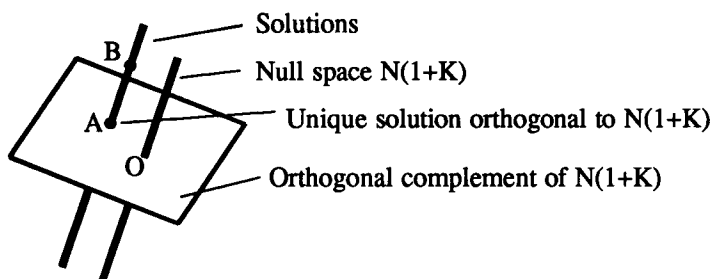 Solutions
B
Null space N(1+K)
A
Unique solution orthogonal to N(1+K)
O
Orthogonal complement of N(1+K)